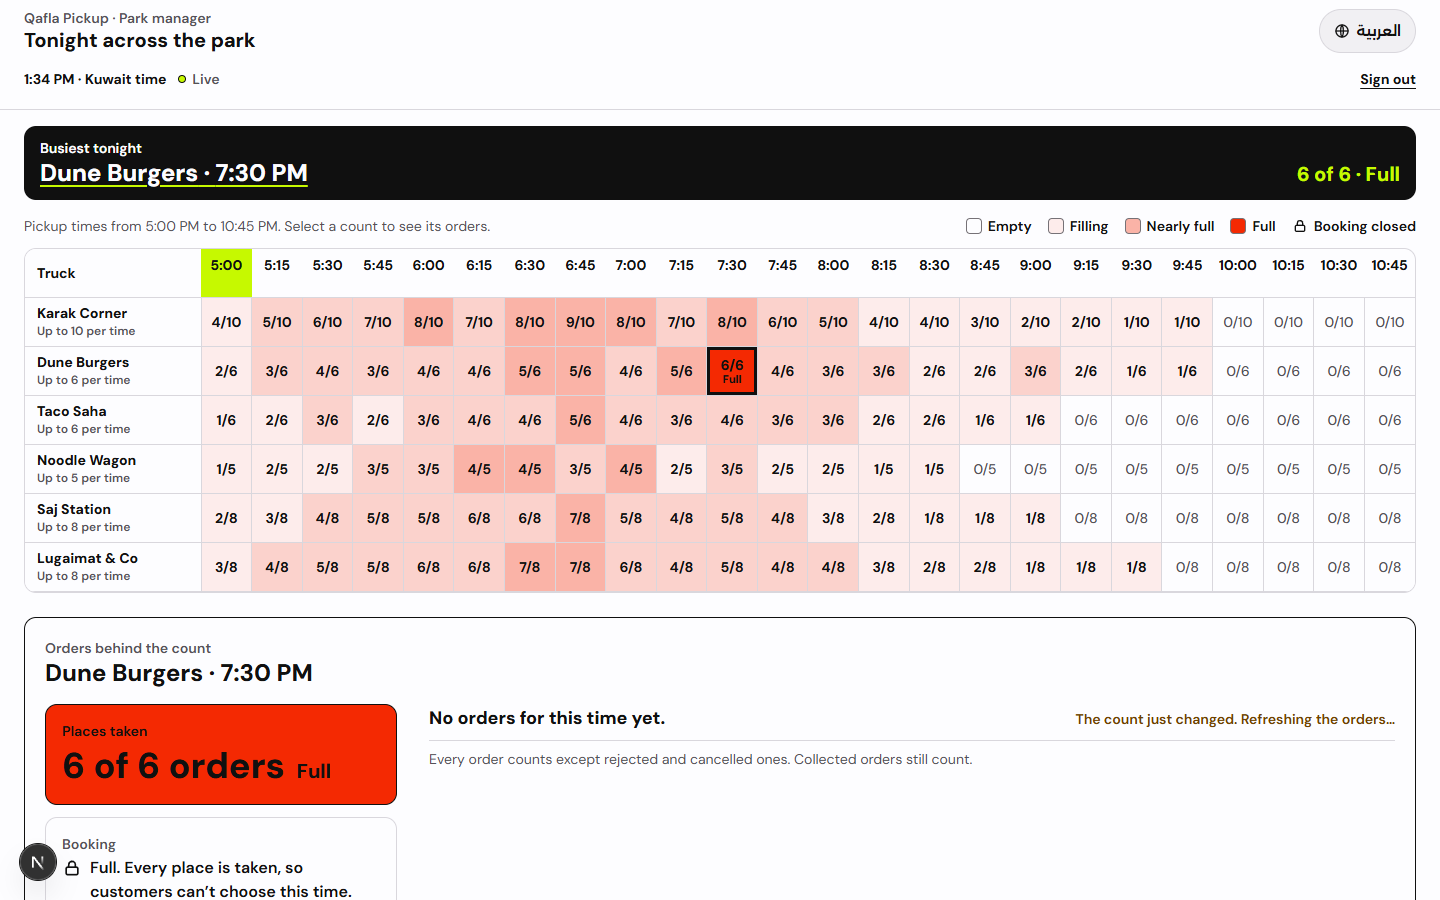 Qafla Pickup · Park manager
Tonight across the park
العربية
1:34 PM · Kuwait time Live
Sign out
Busiest tonight
Dune Burgers · 7:30 PM
6 of 6 · Full
Pickup times from 5:00 PM to 10:45 PM. Select a count to see its orders.
Empty Filling Nearly full Full Booking closed
Truck 5:00 5:15 5:30 5:45 6:00 6:15 6:30 6:45 7:00 7:15 7:30 7:45 8:00 8:15 8:30 8:45 9:00 9:15 9:30 9:45 10:00 10:15 10:30 10:45
Karak Corner
Up to 10 per time
4/10 5/10 6/10 7/10 8/10 7/10 8/10 9/10 8/10 7/10 8/10 6/10 5/10 4/10 4/10 3/10 2/10 2/10 1/10 1/10 0/10 0/10 0/10 0/10
Dune Burgers
Up to 6 per time
2/6 3/6 4/6 3/6 4/6 4/6 5/6 5/6 4/6 5/6 6/6 4/6 3/6 3/6 2/6 2/6 3/6 2/6 1/6 1/6 0/6 0/6 0/6 0/6
Full
Taco Saha
Up to 6 per time
1/6 2/6 3/6 2/6 3/6 4/6 4/6 5/6 4/6 3/6 4/6 3/6 3/6 2/6 2/6 1/6 1/6 0/6 0/6 0/6 0/6 0/6 0/6 0/6
Noodle Wagon
Up to 5 per time
1/5 2/5 2/5 3/5 3/5 4/5 4/5 3/5 4/5 2/5 3/5 2/5 2/5 1/5 1/5 0/5 0/5 0/5 0/5 0/5 0/5 0/5 0/5 0/5
Saj Station
Up to 8 per time
2/8 3/8 4/8 5/8 5/8 6/8 6/8 7/8 5/8 4/8 5/8 4/8 3/8 2/8 1/8 1/8 1/8 0/8 0/8 0/8 0/8 0/8 0/8 0/8
Lugaimat & Co
Up to 8 per time
3/8 4/8 5/8 5/8 6/8 6/8 7/8 7/8 6/8 4/8 5/8 4/8 4/8 3/8 2/8 2/8 1/8 1/8 1/8 0/8 0/8 0/8 0/8 0/8
Orders behind the count
Dune Burgers · 7:30 PM
Places taken
6 of 6 orders Full
No orders for this time yet.
The count just changed. Refreshing the orders…
Every order counts except rejected and cancelled ones. Collected orders still count.
Booking
Full. Every place is taken, so
customers can’t choose this time.
N